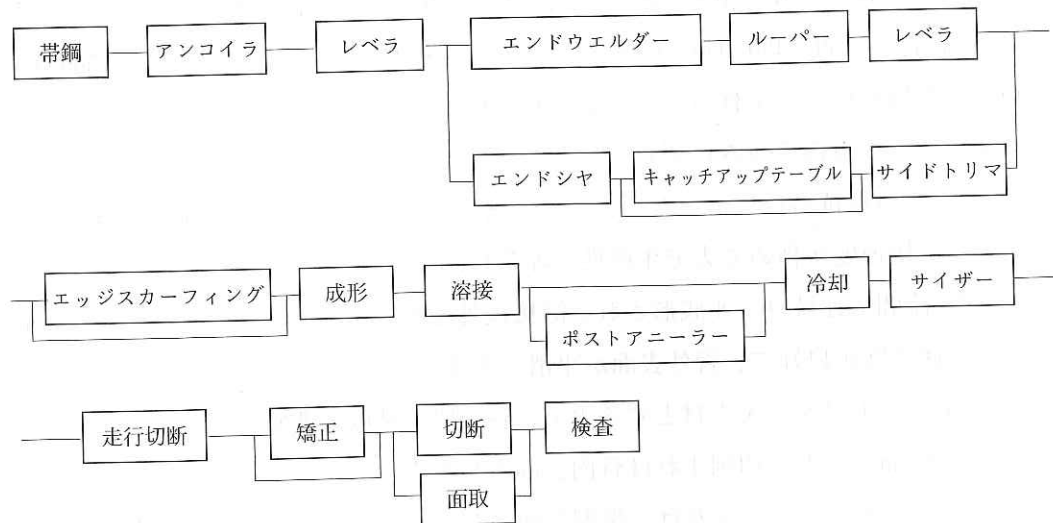 帯鋼 アンコイラ レベラ エンドウエルダー ルーパー レベラ
エンドシヤ キャッチアップテーブル サイドトリマ
エッジスカーフィング 成形 溶接 冷却 サイザー
ポストアニーラー
走行切断 矯正 切断 検査
面取